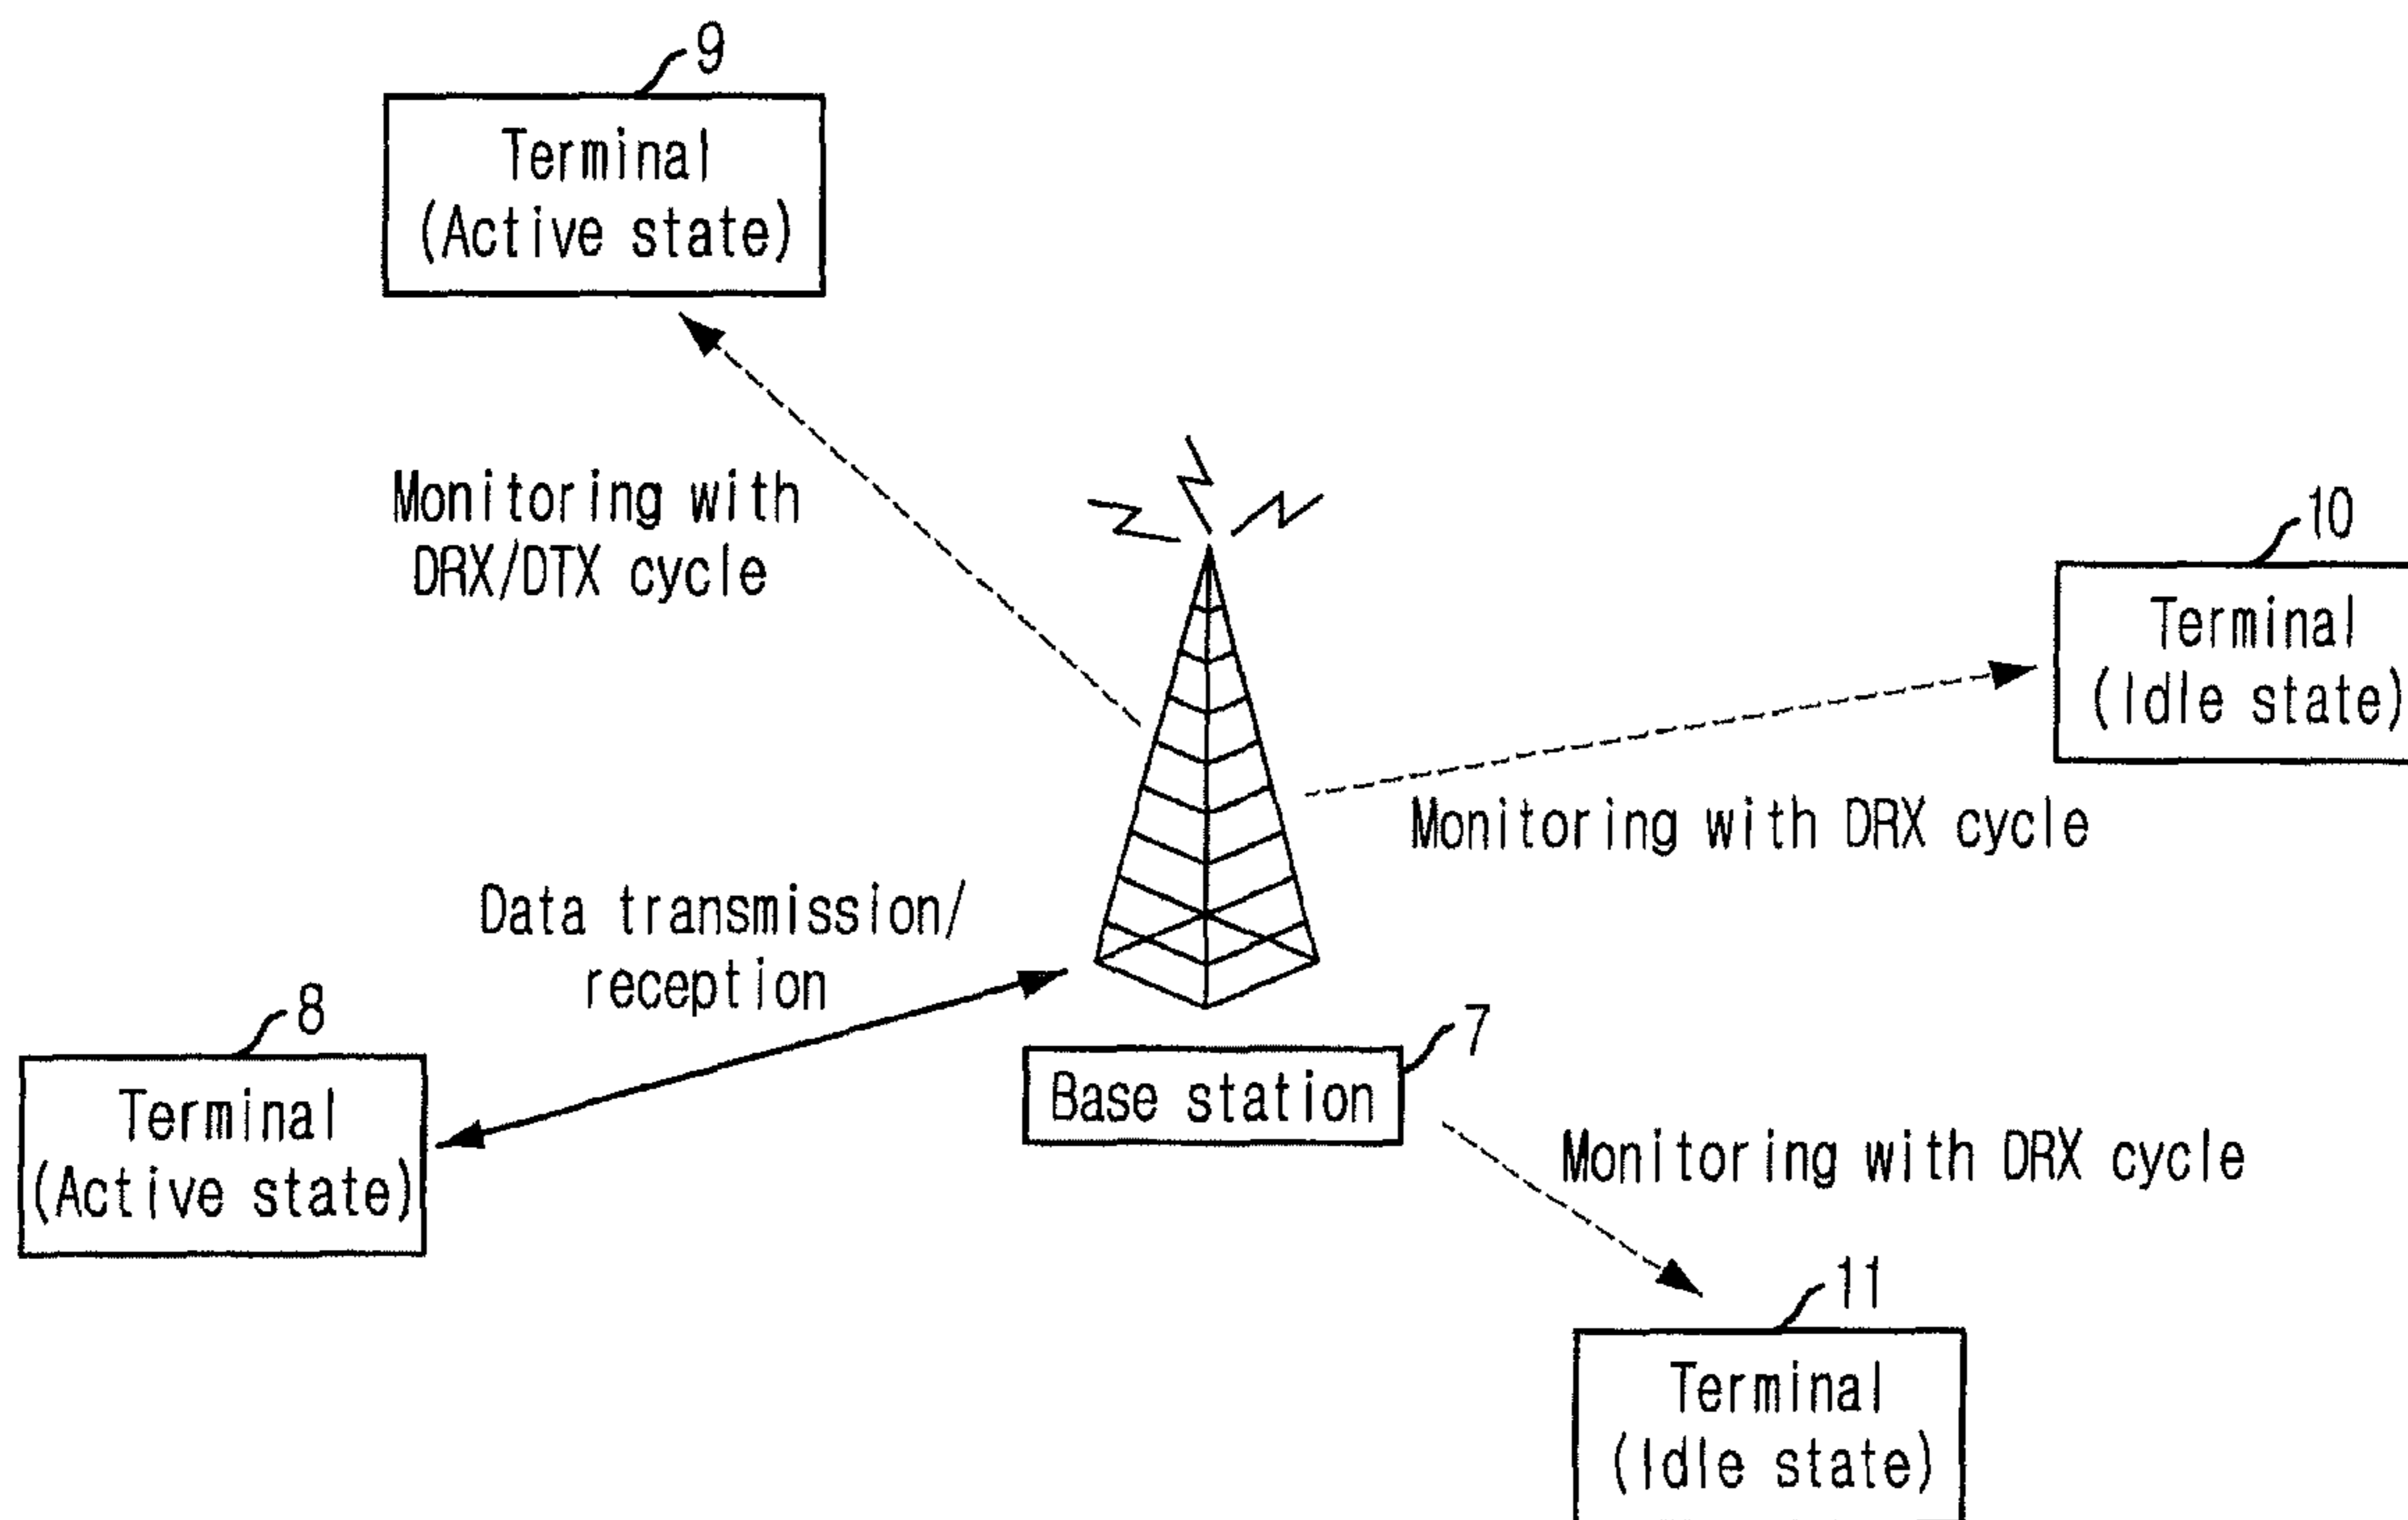 9
Terminal
(Active state)
Monitoring with
DRX/DTX cycle
10
Terminal
(Idle state)
Monitoring with DRX cycle
Data transmission/
reception
8
Terminal
(Active state)
7
Base station
Monitoring with DRX cycle
11
Terminal
(Idle state)